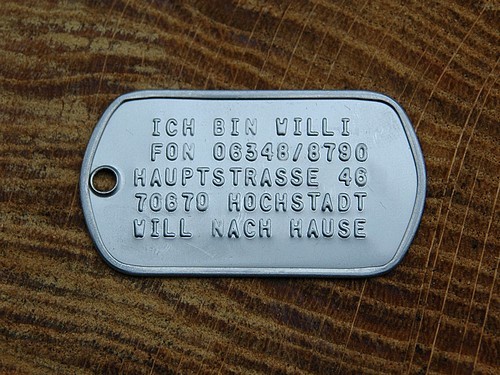 ICH BIN WILLI
FON 06348/8790
HAUPTSTRASSE 46
70670 HOCHSTADT
WILL NACH HAUSE